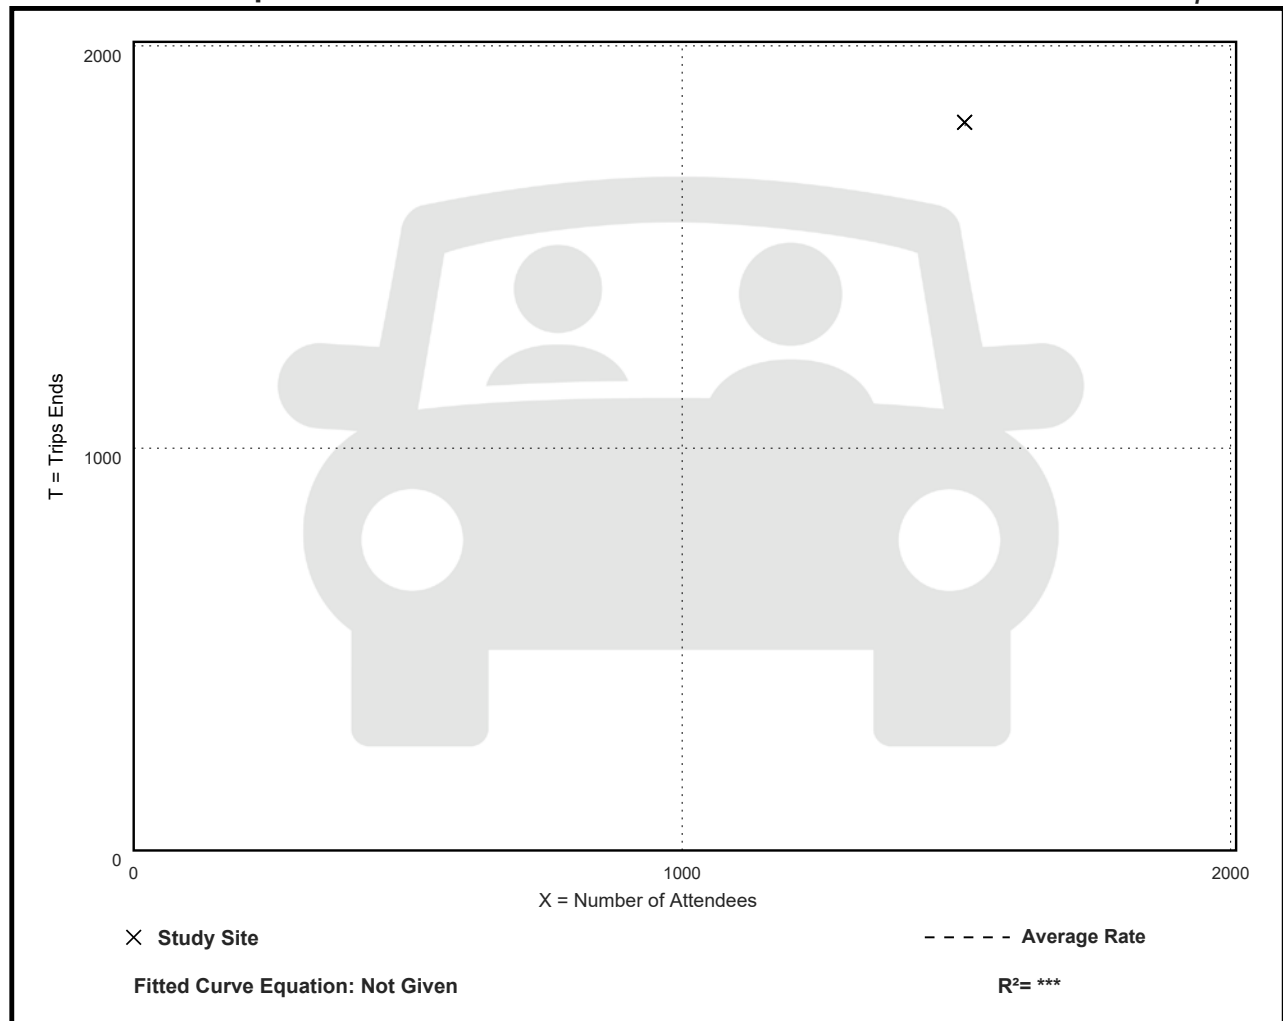 2000
1000
0
T = Trips Ends
0 1000 2000
X = Number of Attendees
Study Site
Average Rate
Fitted Curve Equation: Not Given
R²= ***